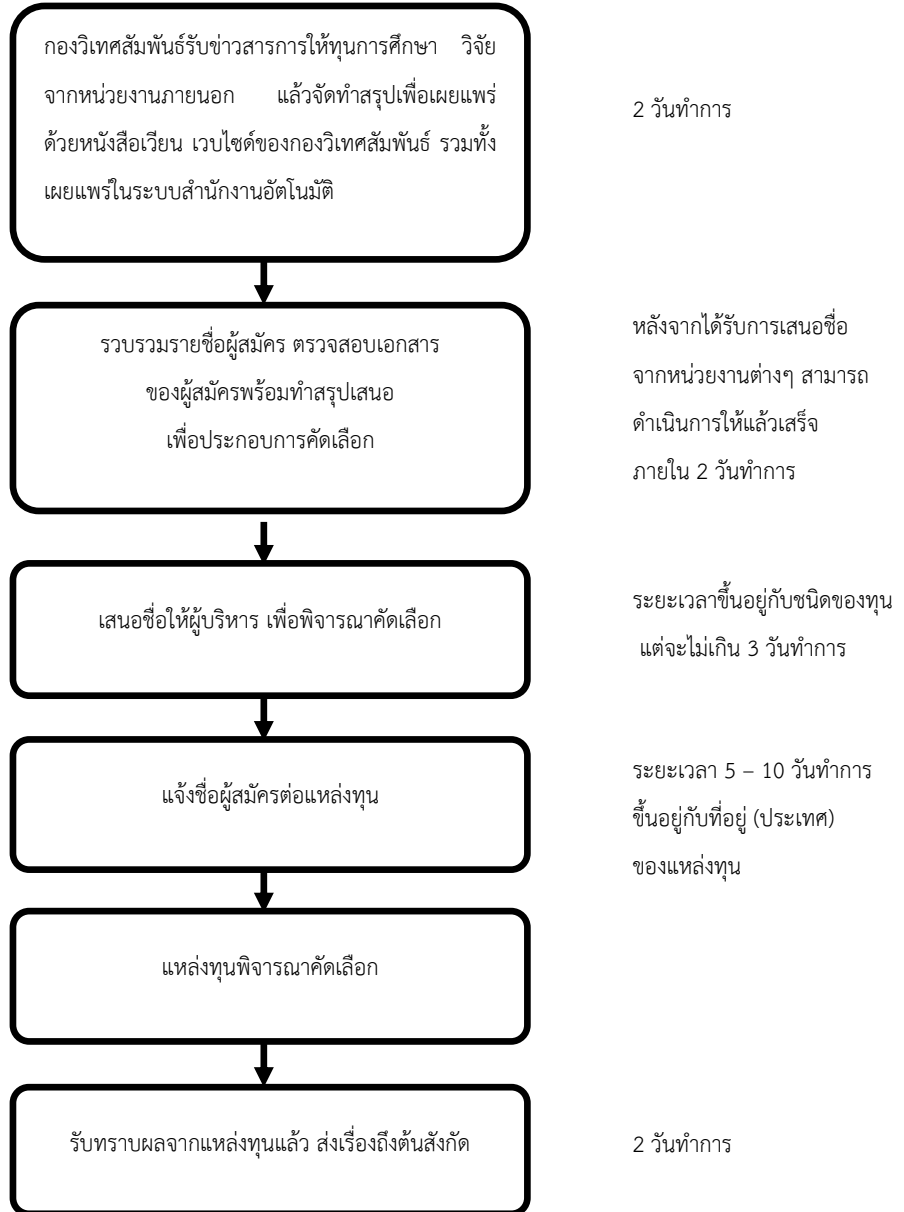 กองวิเทศสัมพันธ์รับข่าวสารการให้ทุนการศึกษา วิจัย
จากหน่วยงานภายนอก แล้วจัดทำสรุปเพื่อเผยแพร่
ด้วยหนังสือเวียน เวบไซด์ของกองวิเทศสัมพันธ์ รวมทั้ง
เผยแพร่ในระบบสำนักงานอัตโนมัติ
2 วันทำการ
รวบรวมรายชื่อผู้สมัคร ตรวจสอบเอกสาร
ของผู้สมัครพร้อมทำสรุปเสนอ
เพื่อประกอบการคัดเลือก
หลังจากได้รับการเสนอชื่อ
จากหน่วยงานต่างๆ สามารถ
ดำเนินการให้แล้วเสร็จ
ภายใน 2 วันทำการ
เสนอชื่อให้ผู้บริหาร เพื่อพิจารณาคัดเลือก
ระยะเวลาขึ้นอยู่กับชนิดของทุน
แต่จะไม่เกิน 3 วันทำการ
แจ้งชื่อผู้สมัครต่อแหล่งทุน
ระยะเวลา 5 – 10 วันทำการ
ขึ้นอยู่กับที่อยู่ (ประเทศ)
ของแหล่งทุน
แหล่งทุนพิจารณาคัดเลือก
รับทราบผลจากแหล่งทุนแล้ว ส่งเรื่องถึงต้นสังกัด
2 วันทำการ